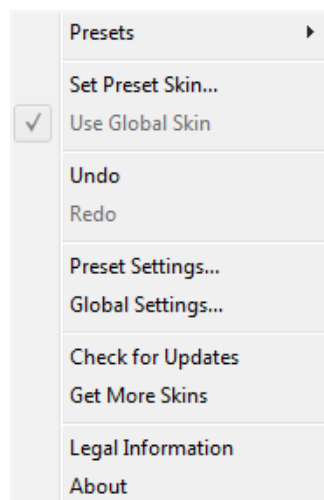 Presets
Set Preset Skin...
Use Global Skin
Undo
Redo
Preset Settings...
Global Settings...
Check for Updates
Get More Skins
Legal Information
About